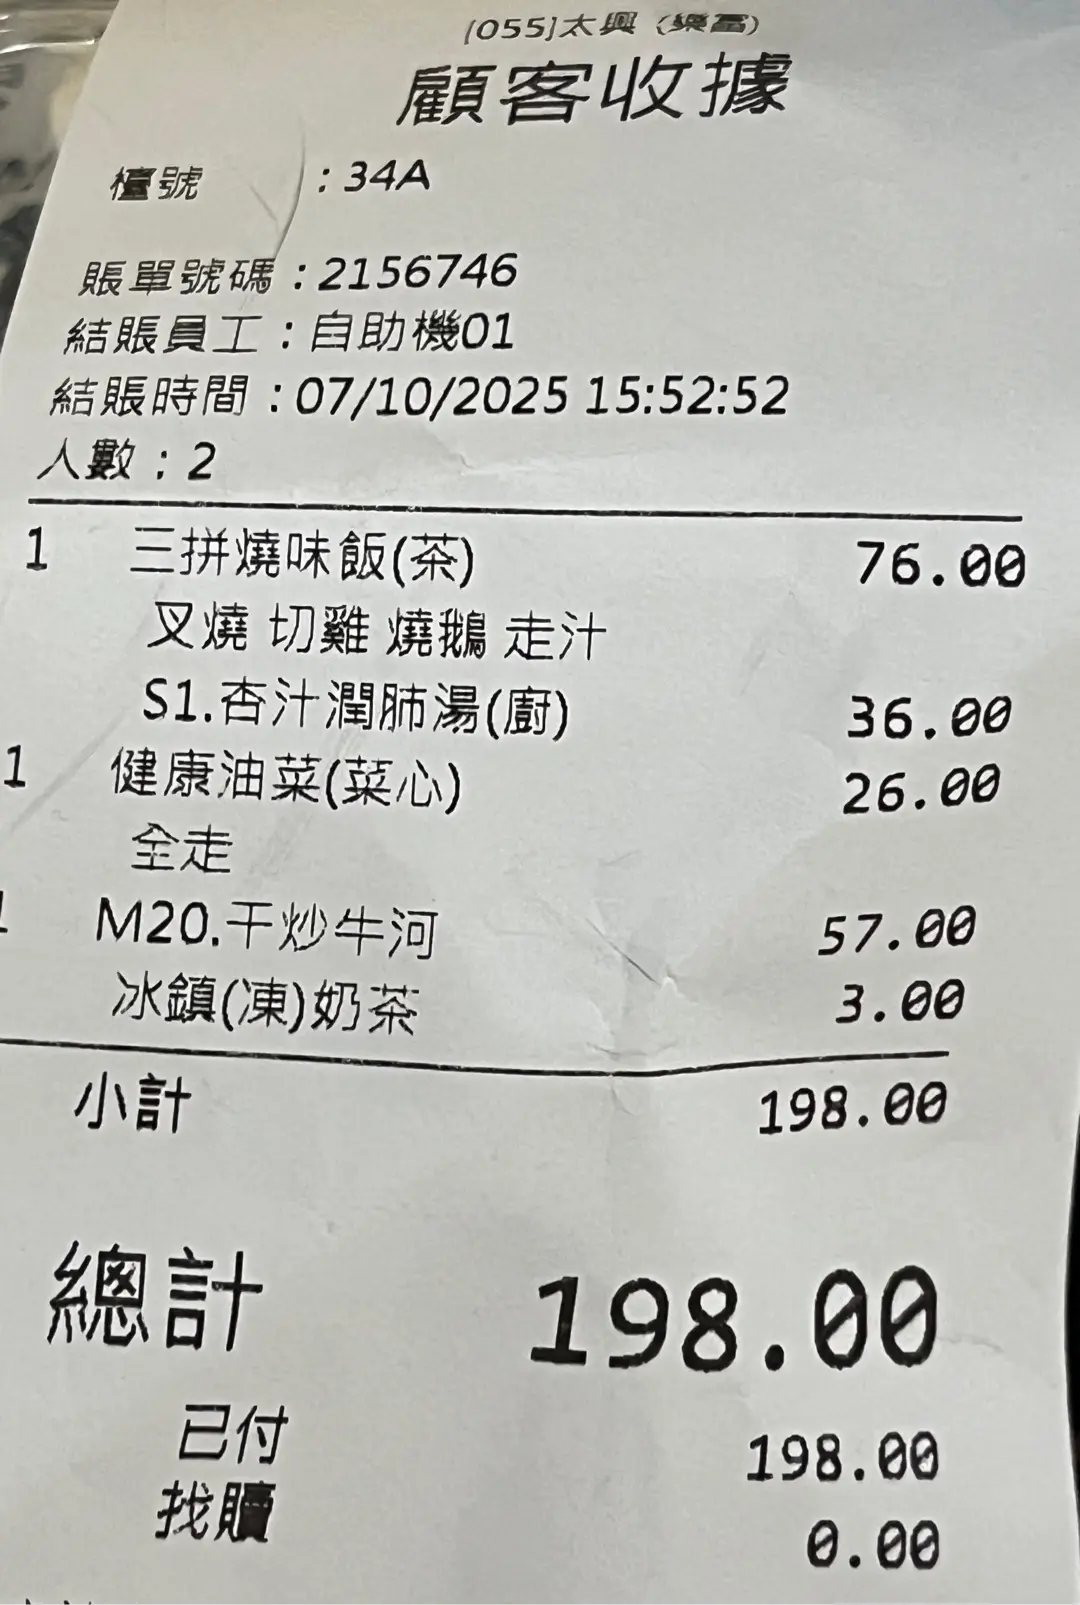 [055]太興 (樂富)
顧客收據
檯號 : 34A
賬單號碼 : 2156746
結賬員工 : 自助機01
結賬時間 : 07/10/2025 15:52:52
人數 : 2
1 三拼燒味飯(茶) 76.00
叉燒 切雞 燒鵝 走汁
S1.杏汁潤肺湯(廚) 36.00
1 健康油菜(菜心) 26.00
全走
1 M20.干炒牛河 57.00
冰鎮(凍)奶茶 3.00
小計 198.00
總計 198.00
已付 198.00
找贖 0.00